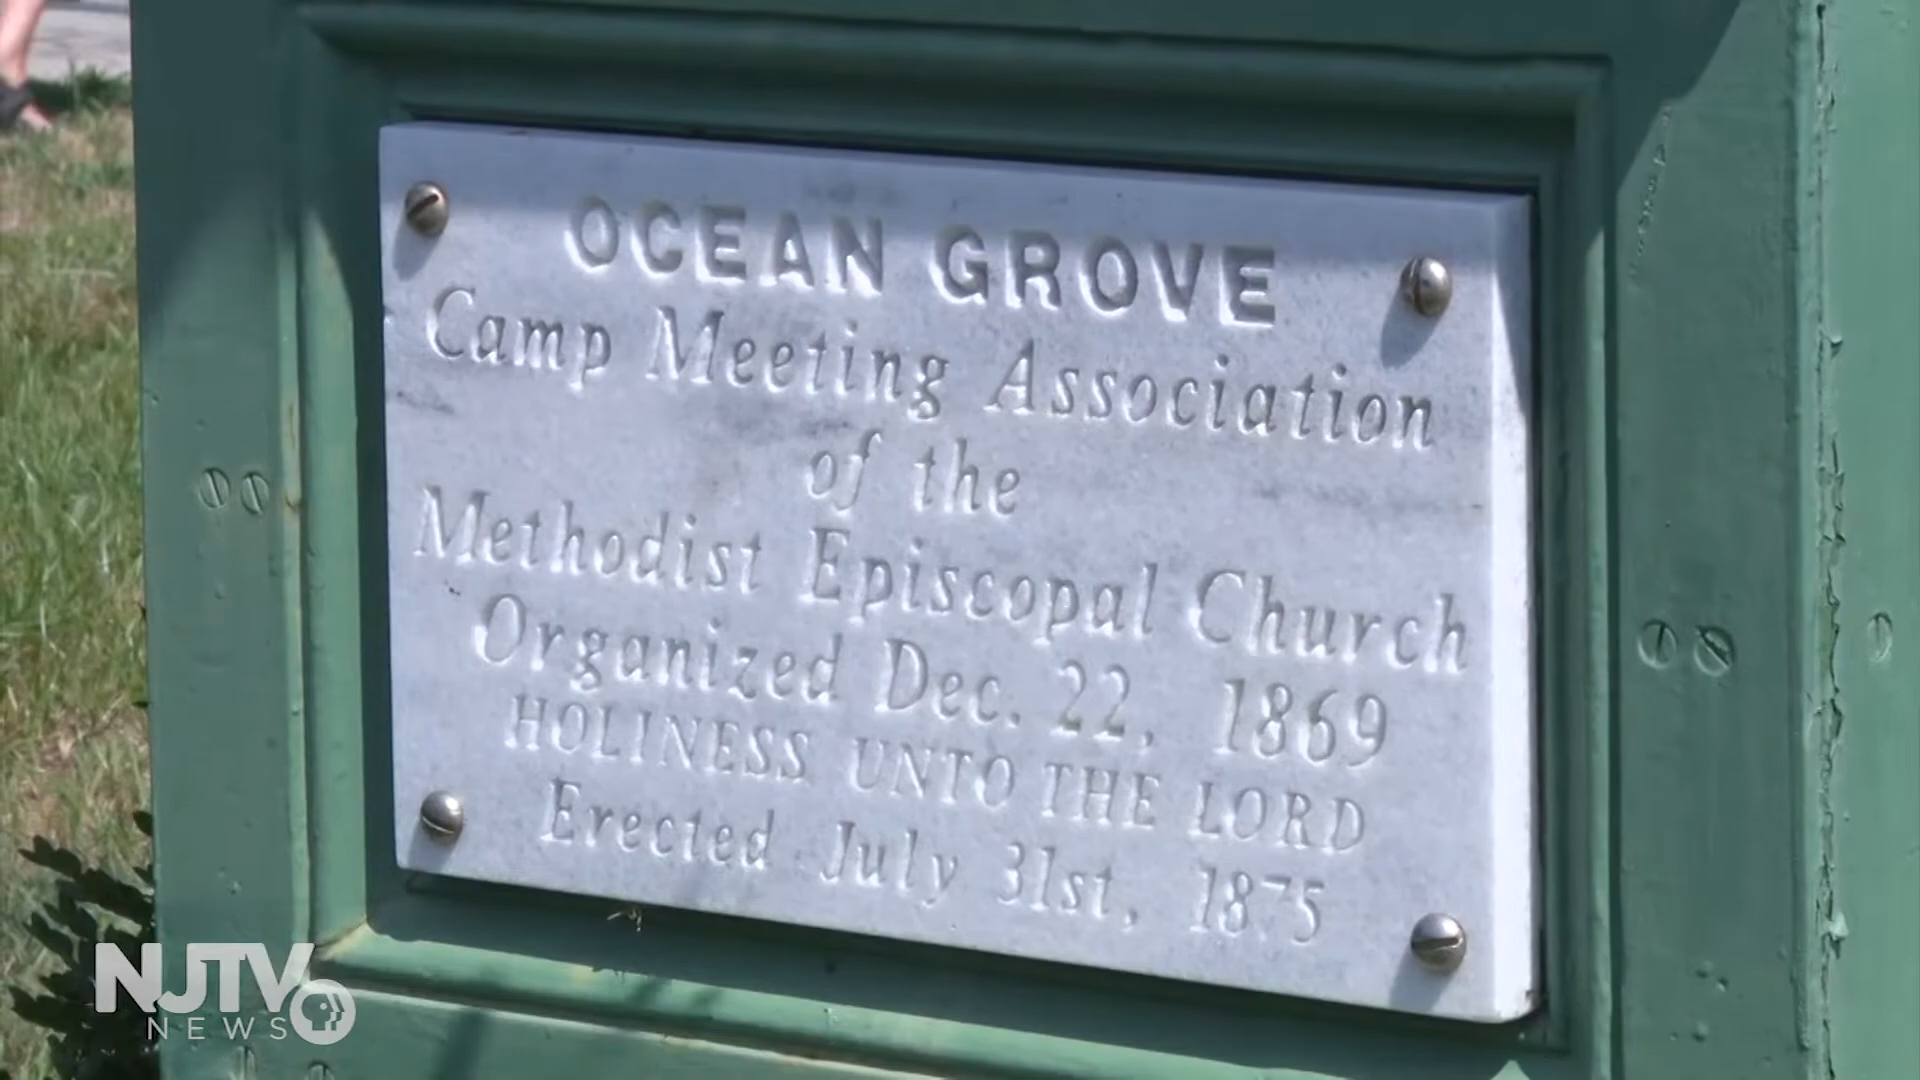 OCEAN GROVE
Camp Meeting Association
of the
Methodist Episcopal Church
Organized Dec. 22, 1869
HOLINESS UNTO THE LORD
Erected July 31st, 1875
NJTV
NEWS